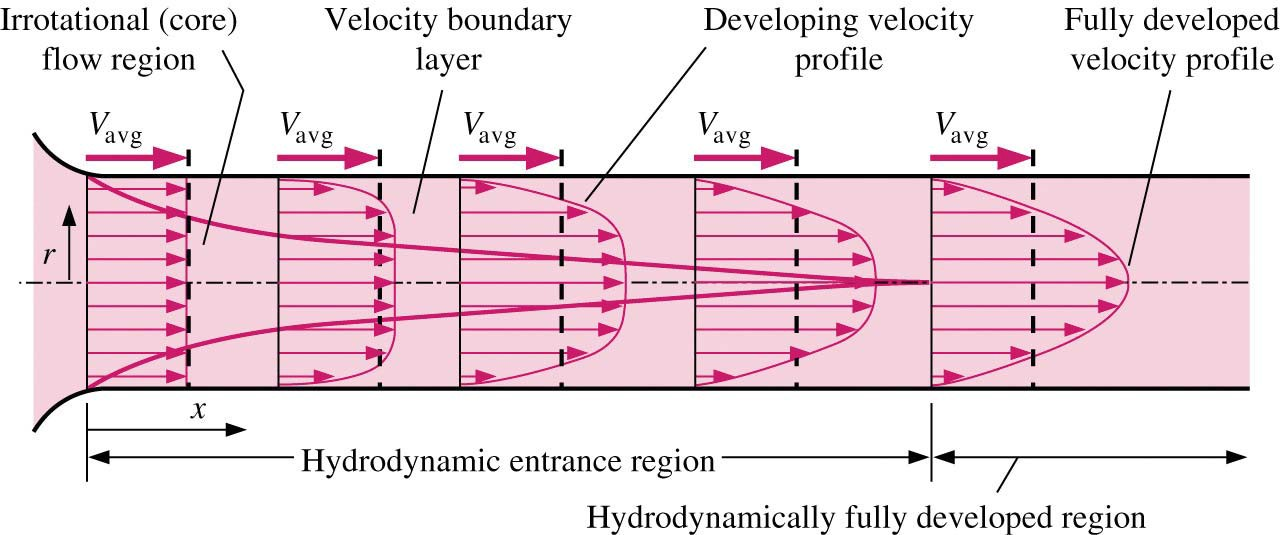 Irrotational (core)
flow region
Velocity boundary
layer
Developing velocity
profile
Fully developed
velocity profile
Vavg
Vavg
Vavg
Vavg
Vavg
r
x
Hydrodynamic entrance region
Hydrodynamically fully developed region